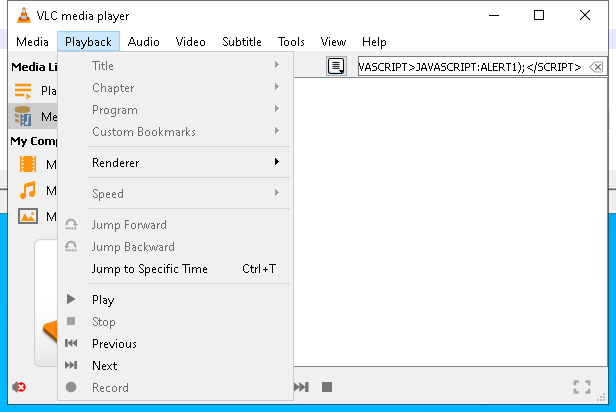 VLC media player
Media Playback Audio Video Subtitle Tools View Help
Media Li
Pla
Me
My Comp
M
M
M
Title
Chapter
Program
Custom Bookmarks
Renderer
Speed
Jump Forward
Jump Backward
Jump to Specific Time Ctrl+T
Play
Stop
Previous
Next
Record
VASCRIPT>JAVASCRIPT:ALERT1);</SCRIPT>